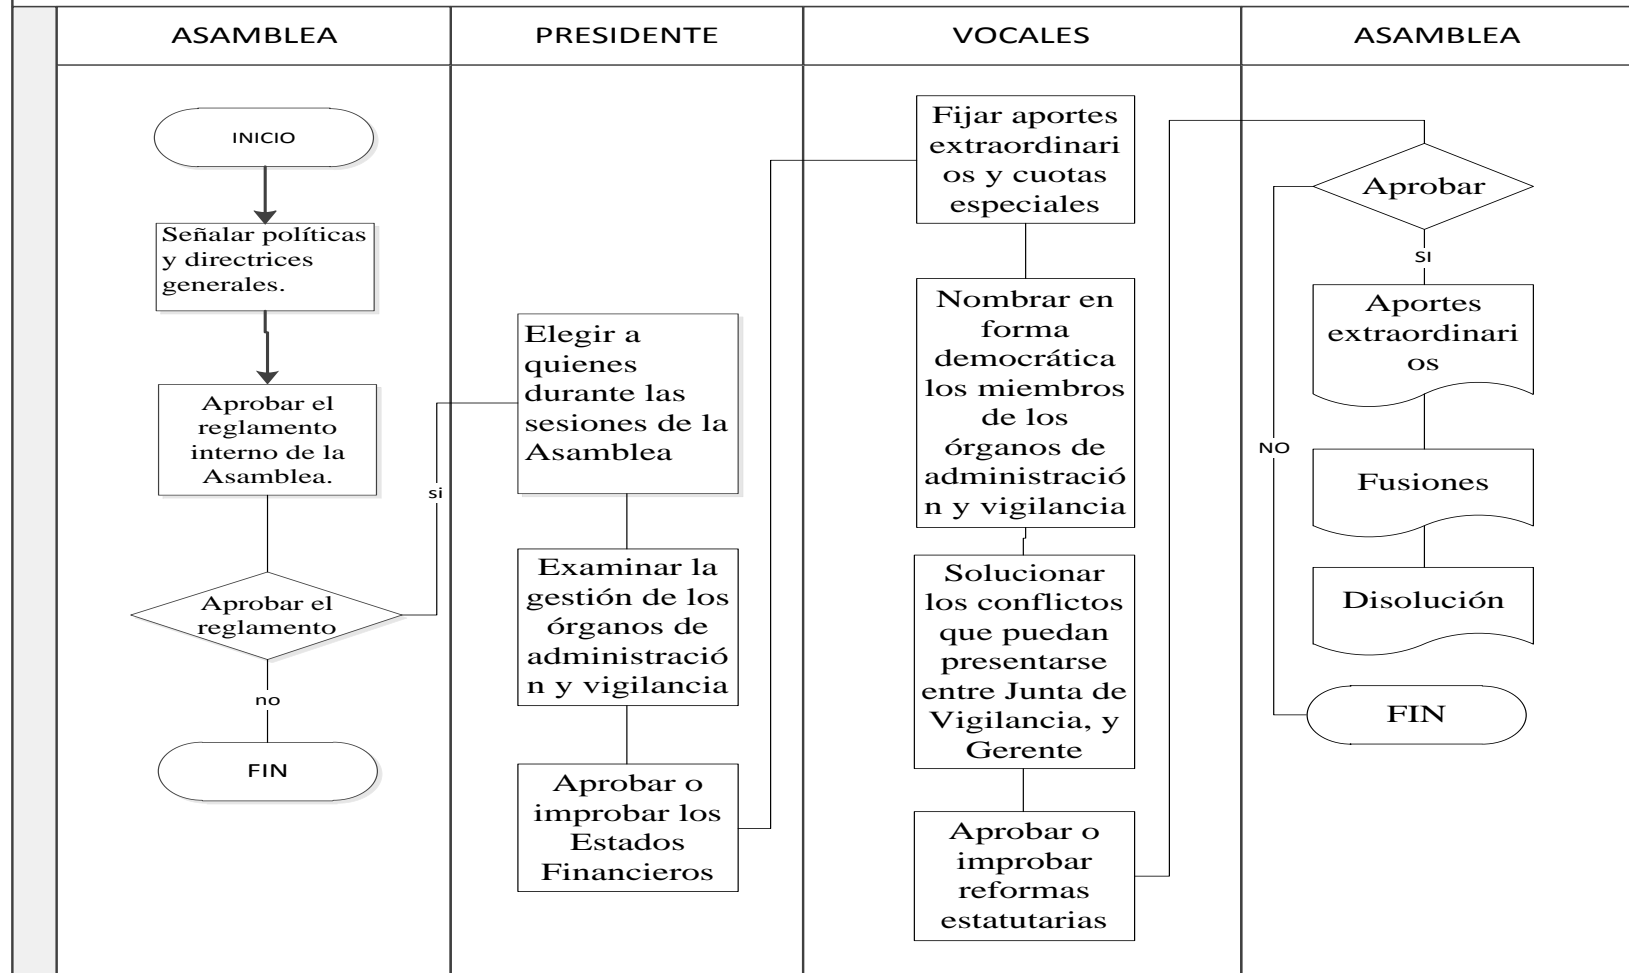 ASAMBLEA
PRESIDENTE
VOCALES
ASAMBLEA
INICIO
Señalar políticas
y directrices
generales.
Aprobar el
reglamento
interno de la
Asamblea.
Aprobar el
reglamento
si
no
FIN
Elegir a
quienes
durante las
sesiones de la
Asamblea
Examinar la
gestión de los
órganos de
administració
n y vigilancia
Aprobar o
improbar los
Estados
Financieros
Fijar aportes
extraordinari
os y cuotas
especiales
Nombrar en
forma
democrática
los miembros
de los
órganos de
administració
n y vigilancia
Solucionar
los conflictos
que puedan
presentarse
entre Junta de
Vigilancia, y
Gerente
Aprobar o
improbar
reformas
estatutarias
Aprobar
SI
NO
Aportes
extraordinari
os
Fusiones
Disolución
FIN